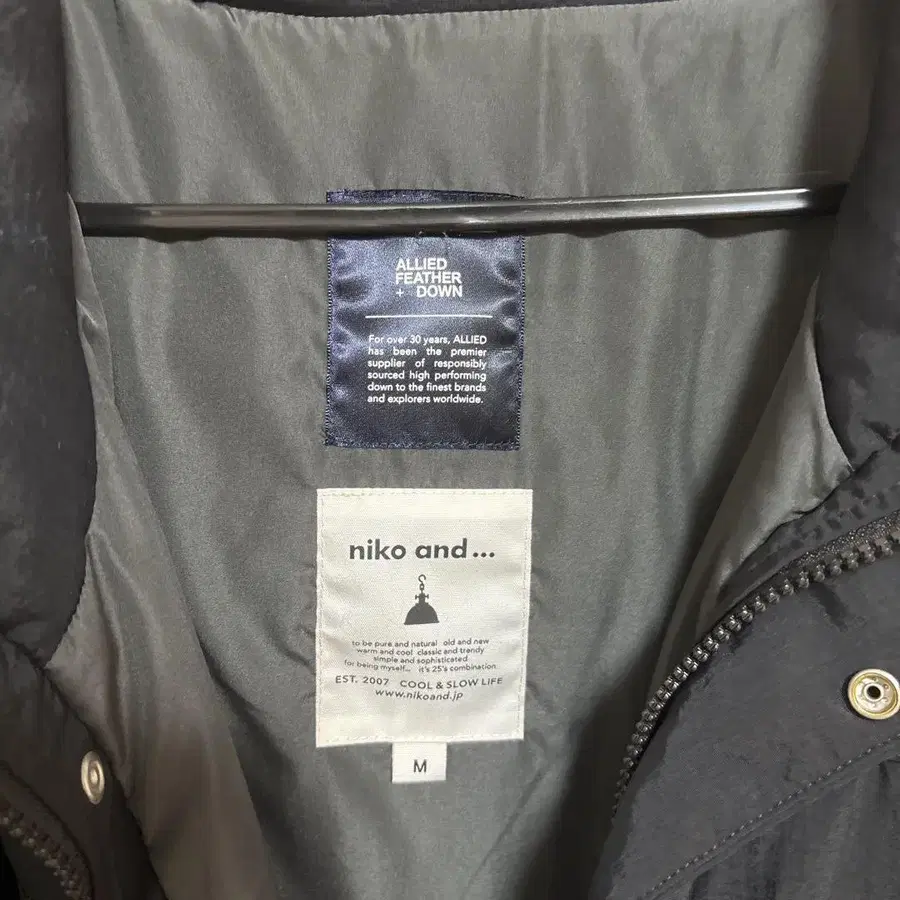 ALLIED
FEATHER
+ DOWN
For over 30 years, ALLIED
has been the premier
supplier of responsibly
sourced high performing
down to the finest brands
and explorers worldwide.
niko and ...
to be pure and natural old and new
warm and cool classic and trendy
simple and sophisticated
for being myself... it's 25's combination
EST. 2007 COOL & SLOW LIFE
www.nikoand.jp
M